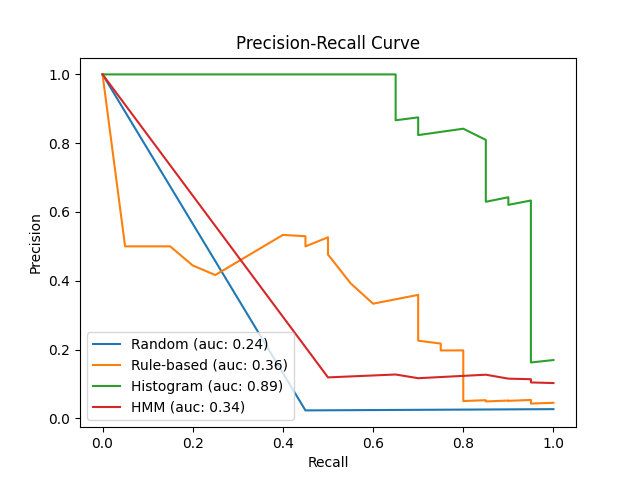 Precision-Recall Curve
1.0
0.8
0.6
0.4
0.2
0.0
Precision
Random (auc: 0.24)
Rule-based (auc: 0.36)
Histogram (auc: 0.89)
HMM (auc: 0.34)
0.0 0.2 0.4 0.6 0.8 1.0
Recall